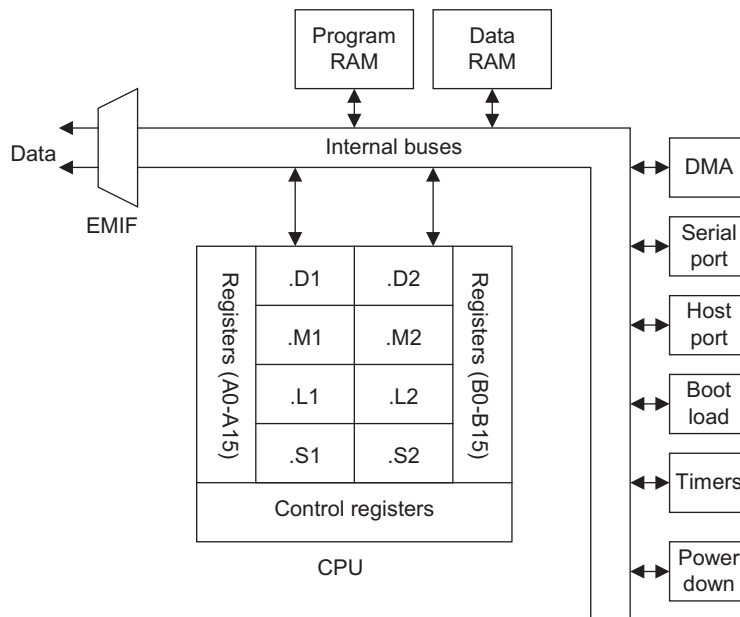 Program
RAM
Data
RAM
Internal buses
Data
EMIF
DMA
Serial
port
Host
port
Boot
load
Timers
Power
down
Registers (A0-A15)
.D1
.D2
.M1
.M2
.L1
.L2
.S1
.S2
Registers (B0-B15)
Control registers
CPU